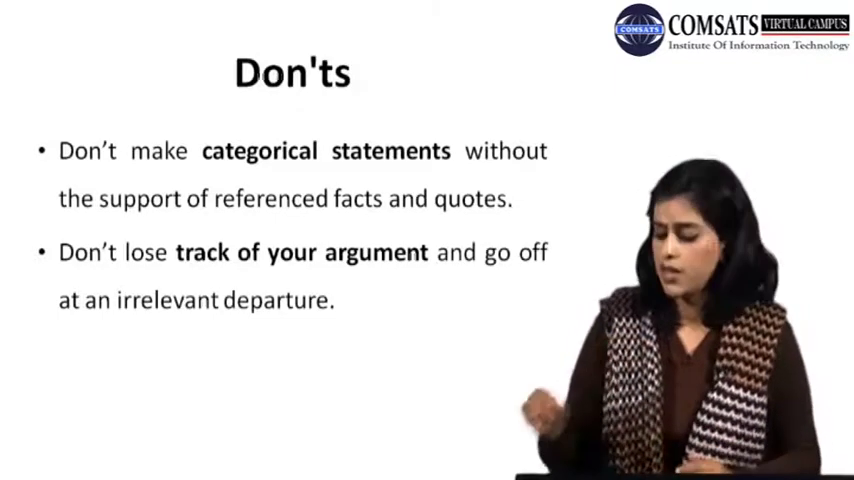 COMSATS VIRTUAL CAMPUS
COMSATS
Institute Of Information Technology
Don'ts
• Don’t make categorical statements without
the support of referenced facts and quotes.
• Don’t lose track of your argument and go off
at an irrelevant departure.